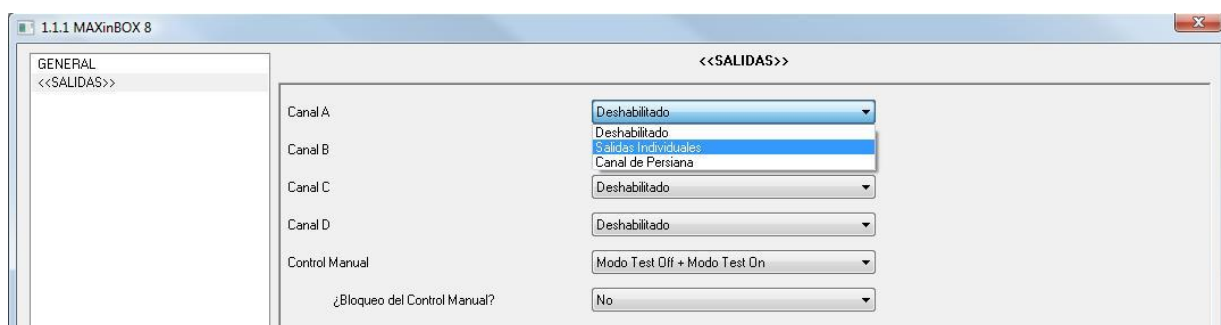 1.1.1 MAXinBOX 8
GENERAL
<<SALIDAS>>
<<SALIDAS>>
Canal A
Deshabilitado
Deshabilitado
Salidas Individuales
Canal de Persiana
Canal B
Canal C
Deshabilitado
Canal D
Deshabilitado
Control Manual
Modo Test Off + Modo Test On
¿Bloqueo del Control Manual?
No